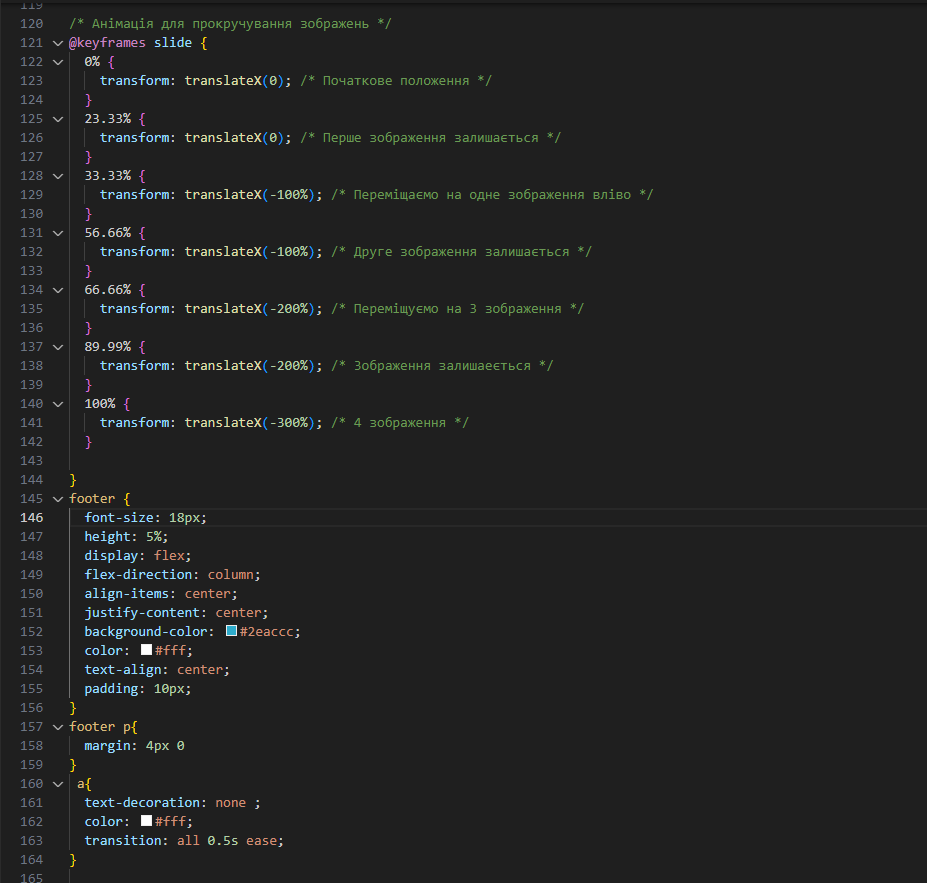 119
120 /* Анімація для прокручування зображень */
121 @keyframes slide {
122 0% {
123 transform: translateX(0); /* Початкове положення */
124 }
125 23.33% {
126 transform: translateX(0); /* Перше зображення залишається */
127 }
128 33.33% {
129 transform: translateX(-100%); /* Переміщаємо на одне зображення вліво */
130 }
131 56.66% {
132 transform: translateX(-100%); /* Друге зображення залишається */
133 }
134 66.66% {
135 transform: translateX(-200%); /* Переміщуємо на 3 зображення */
136 }
137 89.99% {
138 transform: translateX(-200%); /* Зображення залишаеється */
139 }
140 100% {
141 transform: translateX(-300%); /* 4 зображення */
142 }
143
144 }
145 footer {
146 font-size: 18px;
147 height: 5%;
148 display: flex;
149 flex-direction: column;
150 align-items: center;
151 justify-content: center;
152 background-color: #2eaccc;
153 color: #fff;
154 text-align: center;
155 padding: 10px;
156 }
157 footer p{
158 margin: 4px 0
159 }
160 a{
161 text-decoration: none ;
162 color: #fff;
163 transition: all 0.5s ease;
164 }
165